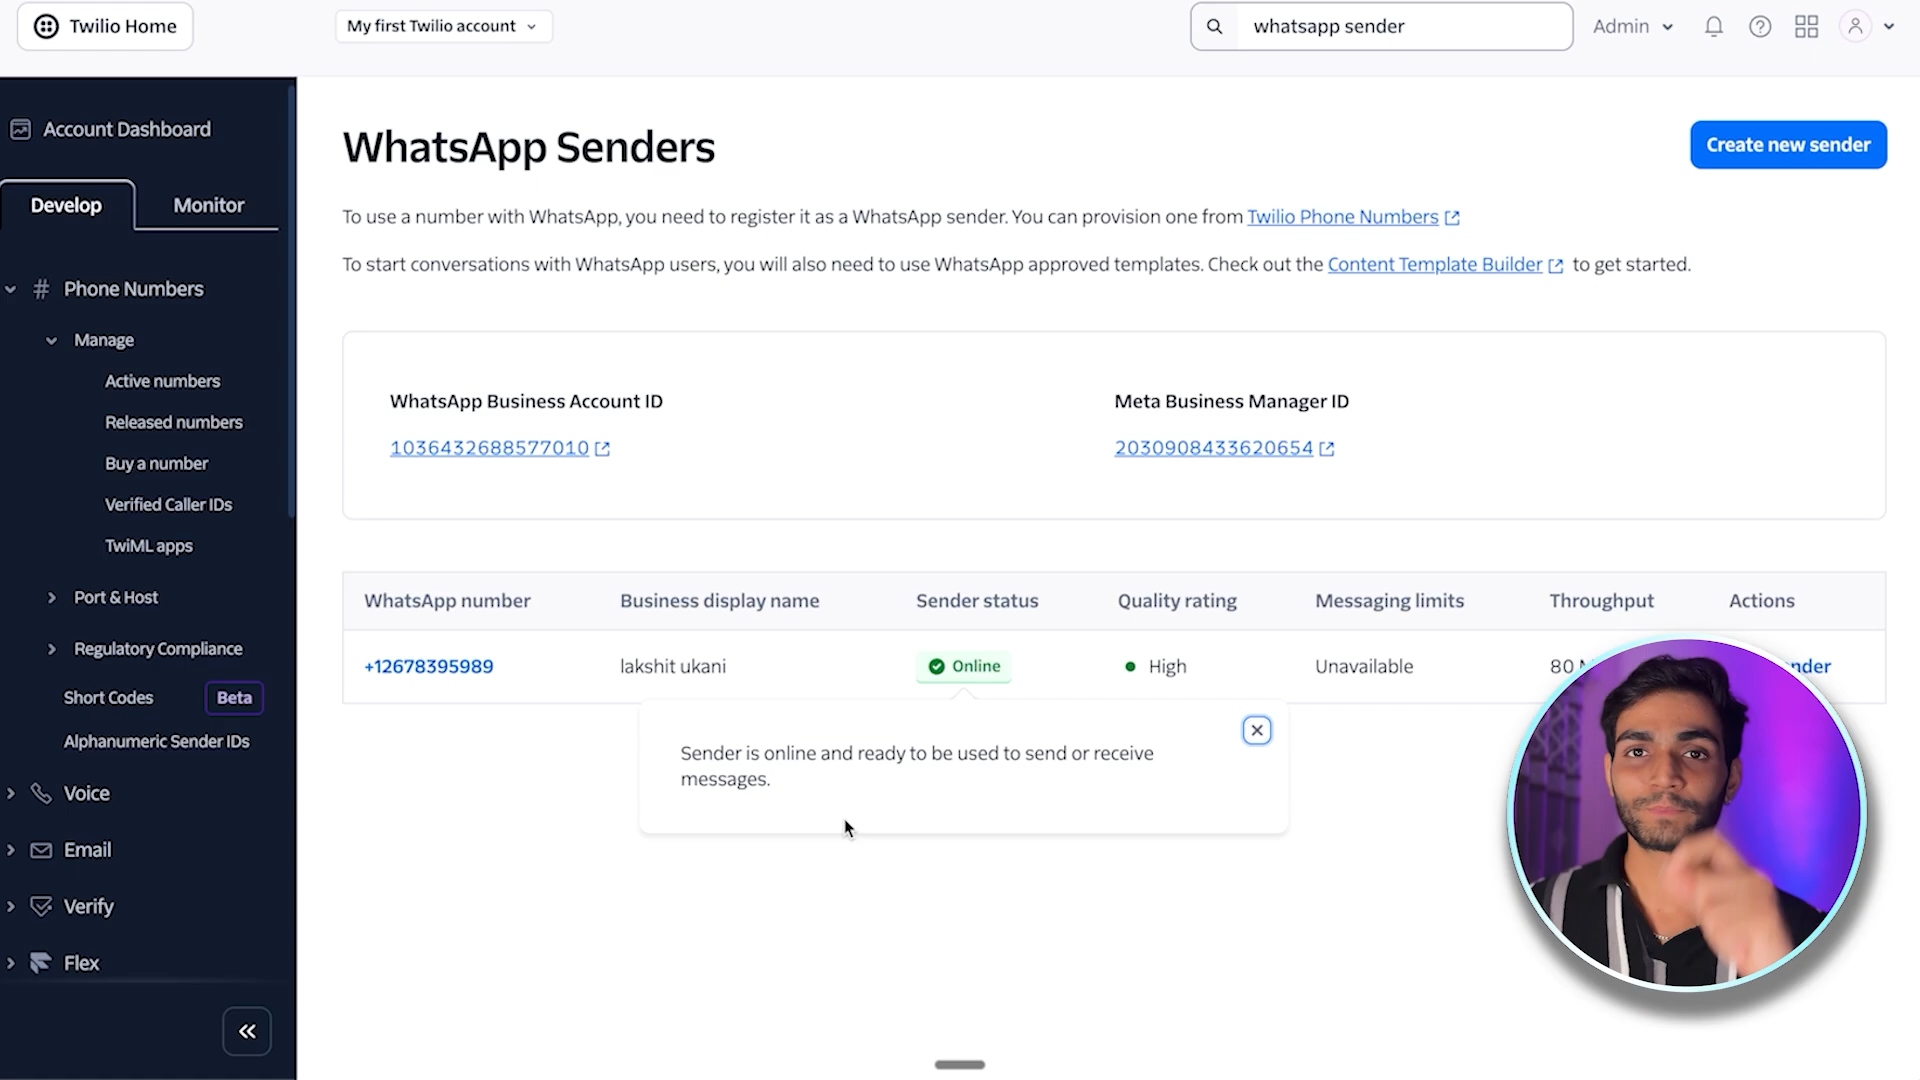 Twilio Home
My first Twilio account
whatsapp sender
Admin
Account Dashboard
Develop
Monitor
Phone Numbers
Manage
Active numbers
Released numbers
Buy a number
Verified Caller IDs
TwiML apps
Port & Host
Regulatory Compliance
Short Codes
Beta
Alphanumeric Sender IDs
Voice
Email
Verify
Flex
WhatsApp Senders
Create new sender
To use a number with WhatsApp, you need to register it as a WhatsApp sender. You can provision one from Twilio Phone Numbers
To start conversations with WhatsApp users, you will also need to use WhatsApp approved templates. Check out the Content Template Builder to get started.
WhatsApp Business Account ID
1036432688577010
Meta Business Manager ID
2030908433620654
WhatsApp number Business display name Sender status Quality rating Messaging limits Throughput Actions
+12678395989 lakshit ukani Online High Unavailable 80
Sender is online and ready to be used to send or receive
messages.